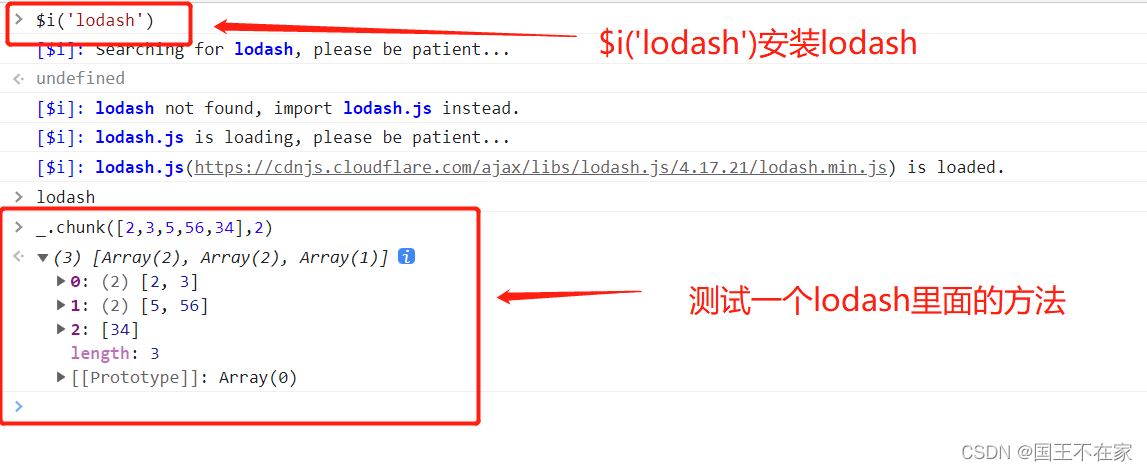 $i('lodash')
$i('lodash')安装lodash
[$i]: Searching for lodash, please be patient...
undefined
[$i]: lodash not found, import lodash.js instead.
[$i]: lodash.js is loading, please be patient...
[$i]: lodash.js(https://cdnjs.cloudflare.com/ajax/libs/lodash.js/4.17.21/lodash.min.js) is loaded.
lodash
_.chunk([2,3,5,56,34],2)
(3) [Array(2), Array(2), Array(1)] i
0: (2) [2, 3]
1: (2) [5, 56]
测试一个lodash里面的方法
2: [34]
length: 3
[[Prototype]]: Array(0)
CSDN @国王不在家